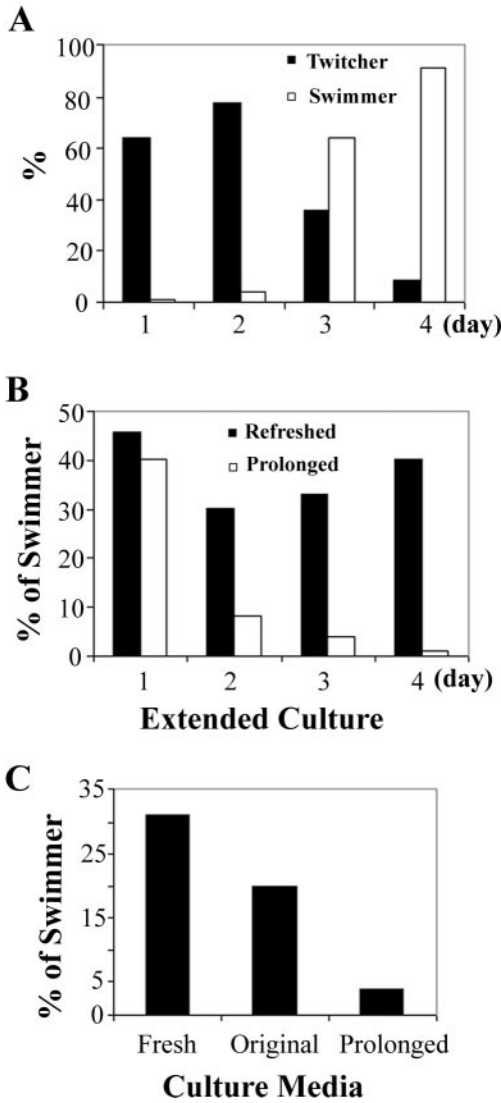 A
100
80
60
40
20
0
%
Twitcher
Swimmer
1 2 3 4 (day)
B
50
40
30
20
10
0
% of Swimmer
Refreshed
Prolonged
1 2 3 4 (day)
Extended Culture
C
35
25
15
5
0
% of Swimmer
Fresh Original Prolonged
Culture Media